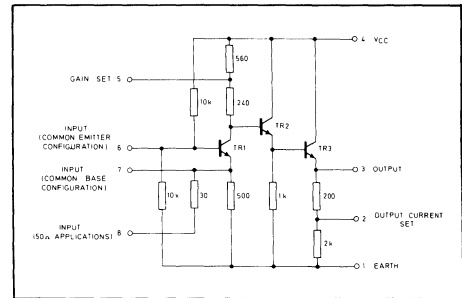 4 VCC
560
GAIN SET 5
10k
240
TR2
INPUT
(COMMON EMITTER
CONFIGURATION)
6
TR1
TR3
INPUT
(COMMON BASE
CONFIGURATION)
7
3 OUTPUT
10k
30
500
1k
200
INPUT
(50Ω APPLICATIONS)
8
2 OUTPUT CURRENT
SET
2k
1 EARTH